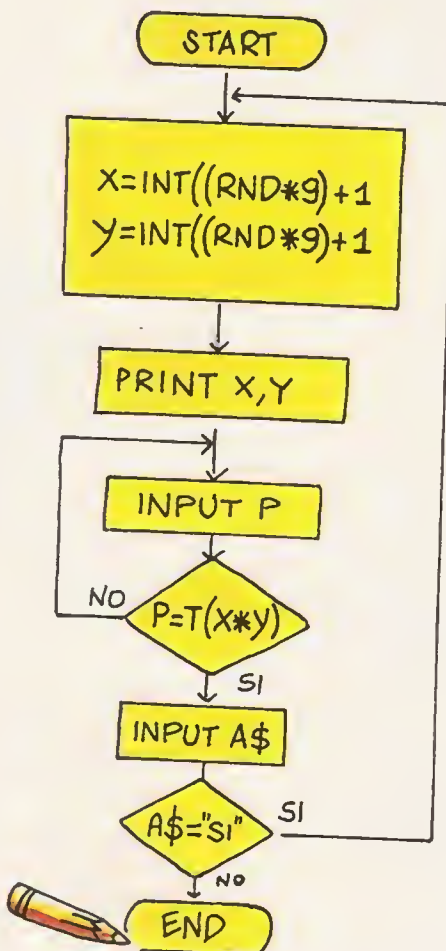 START
X=INT((RND*9)+1
Y=INT((RND*9)+1
PRINT X,Y
INPUT P
NO
P=T(X*Y)
SI
INPUT A$
A$="SI"
SI
NO
END